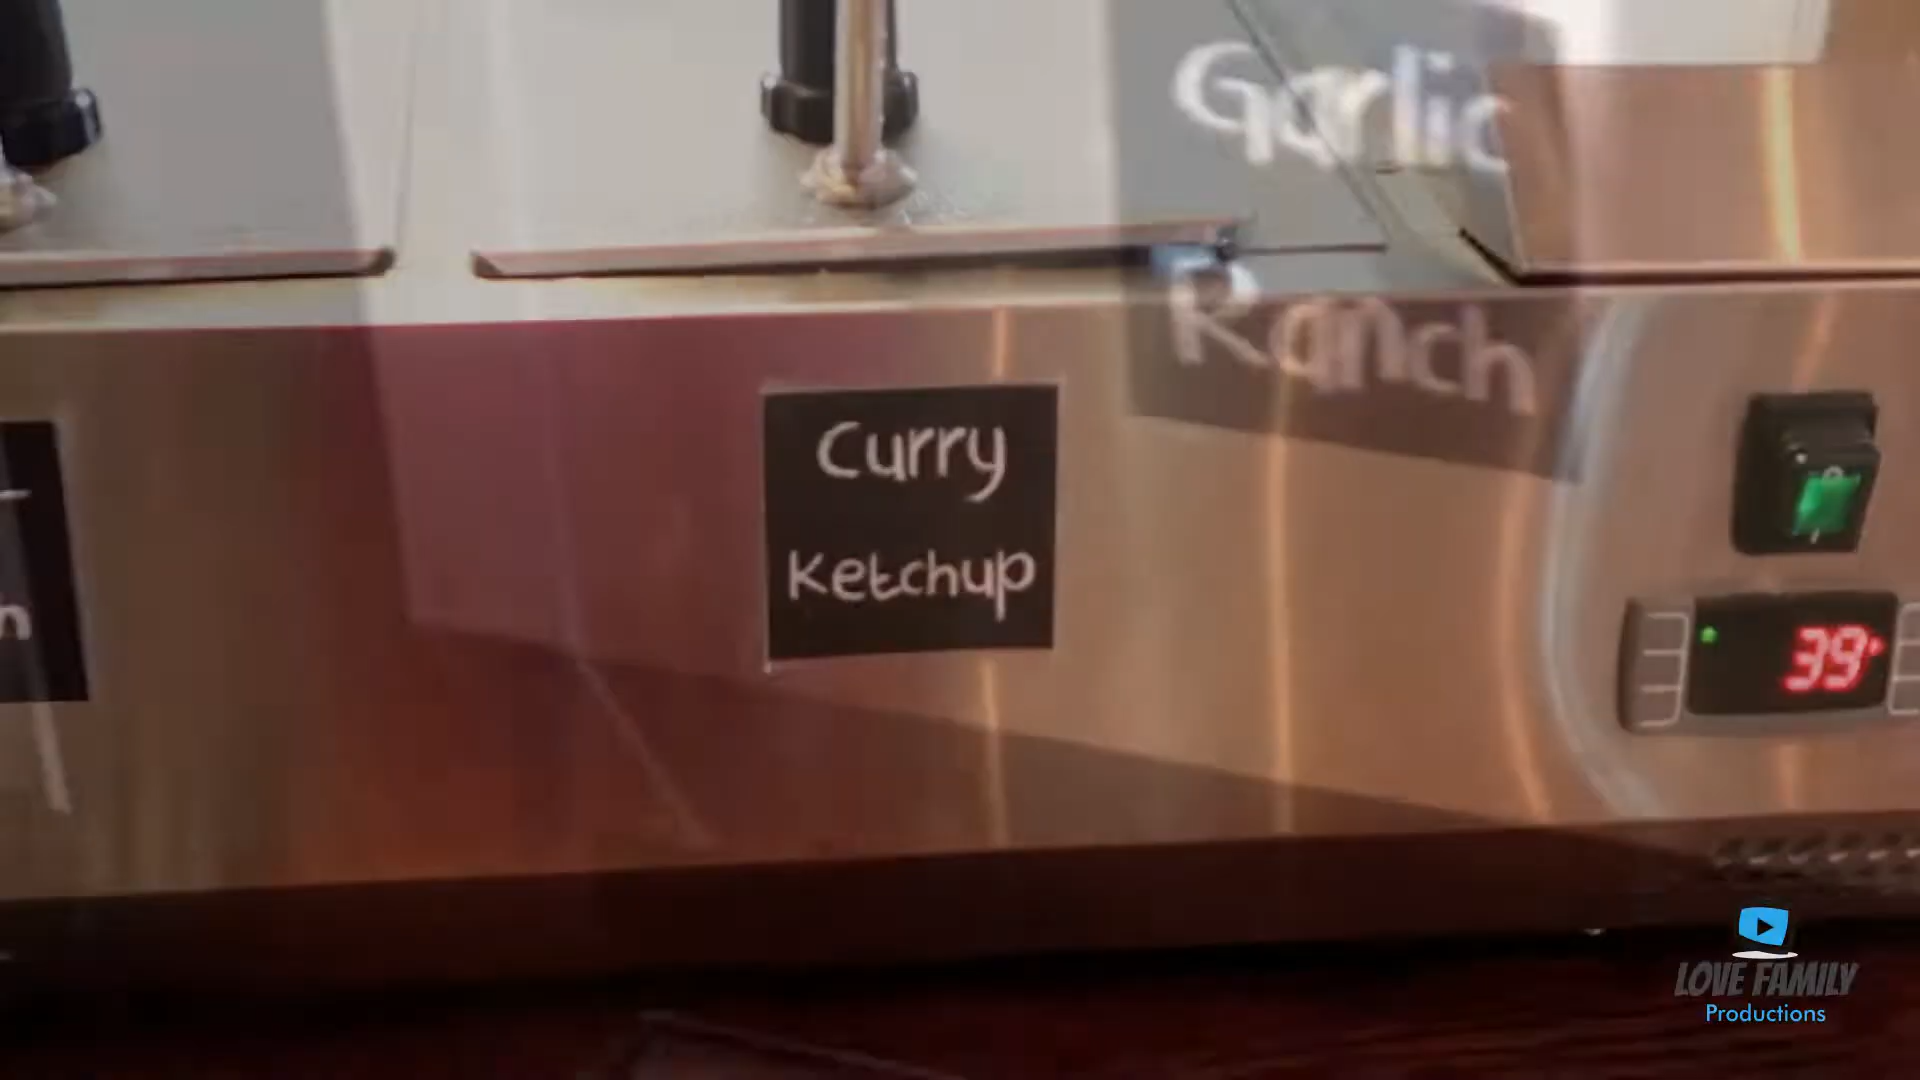 Garlic
Ranch
Curry
Ketchup
h
39°
LOVE FAMILY
Productions